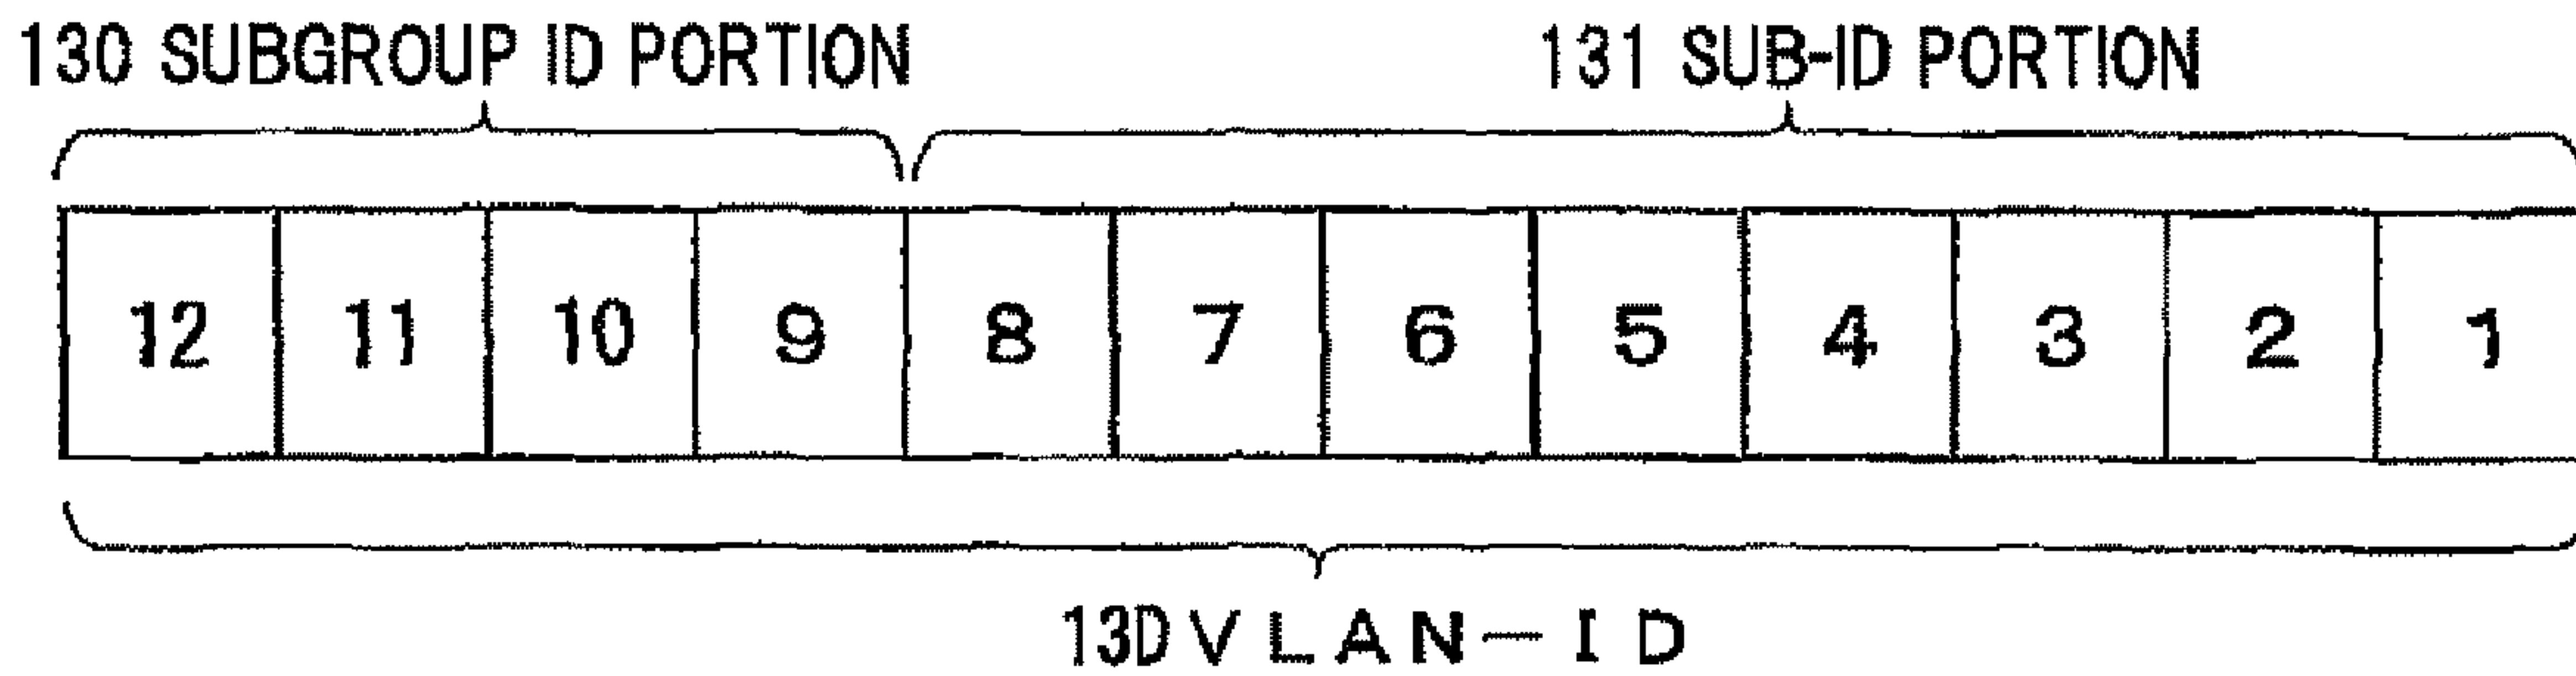 130 SUBGROUP ID PORTION 131 SUB-ID PORTION
12 11 10 9 8 7 6 5 4 3 2 1
13D VLAN-ID